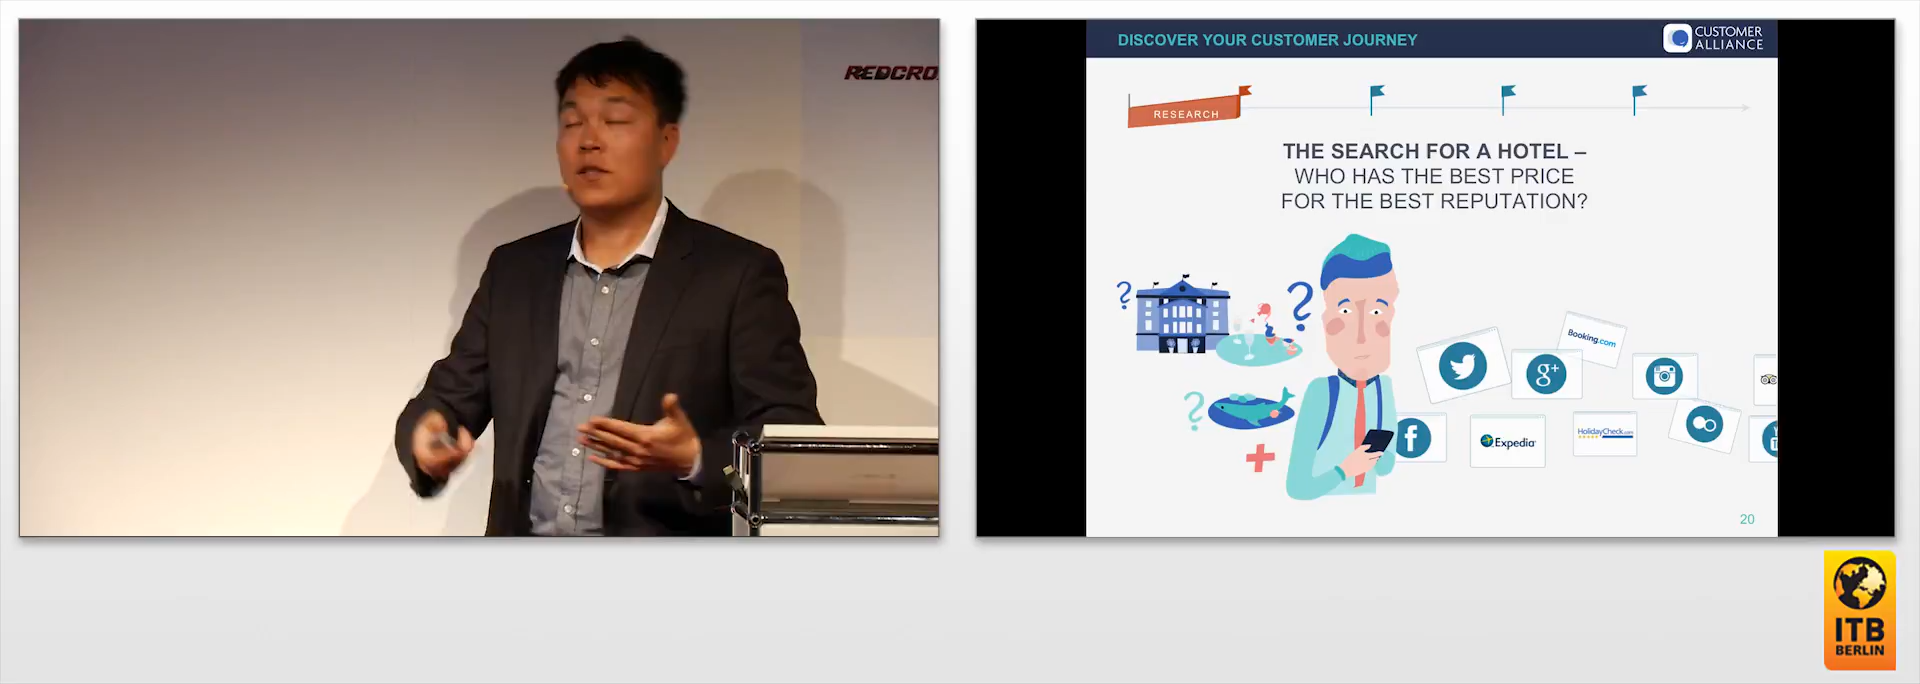 REDCRO
DISCOVER YOUR CUSTOMER JOURNEY
CUSTOMER
ALLIANCE
RESEARCH
THE SEARCH FOR A HOTEL –
WHO HAS THE BEST PRICE
FOR THE BEST REPUTATION?
?
?
?
Booking.com
g+
f
Expedia
HolidayCheck.com
20
ITB
BERLIN